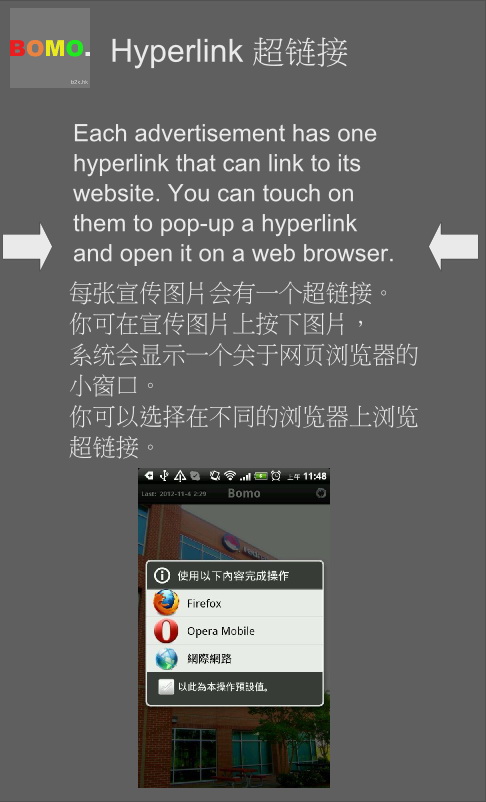 BOMO.
b2x.hk
Hyperlink 超链接
Each advertisement has one
hyperlink that can link to its
website. You can touch on
them to pop-up a hyperlink
and open it on a web browser.
每张宣传图片会有一个超链接。
你可在宣传图片上按下图片，
系统会显示一个关于网页浏览器的
小窗口。
你可以选择在不同的浏览器上浏览
超链接。
上午 11:48
Last: 2012-11-4 2:29 Bomo
使用以下內容完成操作
Firefox
Opera Mobile
網際網路
以此為本操作預設值。